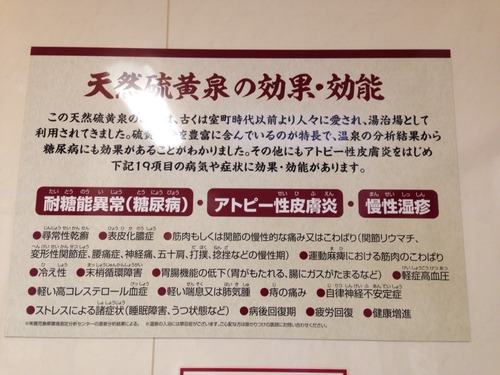 天然硫黄泉の効果・効能
この天然硫黄泉の は、古くは室町時代以前より人々に愛され、湯治場として
利用されてきました。硫黄 を豊富に含んでいるのが特長で、温泉の分析結果から
糖尿病にも効果があることがわかりました。その他にもアトピー性皮膚炎をはじめ
下記19項目の病気や症状に効果・効能があります。
耐糖能異常(糖尿病)・アトピー性皮膚炎・慢性湿疹
●尋常性乾癬 ●表皮化膿症 ●筋肉もしくは関節の慢性的な痛み又はこわばり(関節リウマチ、
変形性関節症、腰痛症、神経痛、五十肩、打撲、捻挫などの慢性期) ●運動麻痺における筋肉のこわばり
●冷え性 ●末梢循環障害 ●胃腸機能の低下(胃がもたれる、腸にガスがたまるなど) ●軽症高血圧
●軽い高コレステロール血症 ●軽い喘息又は肺気腫 ●痔の痛み ●自律神経不安定症
●ストレスによる諸症状(睡眠障害、うつ状態など) ●病後回復期 ●疲労回復 ●健康増進